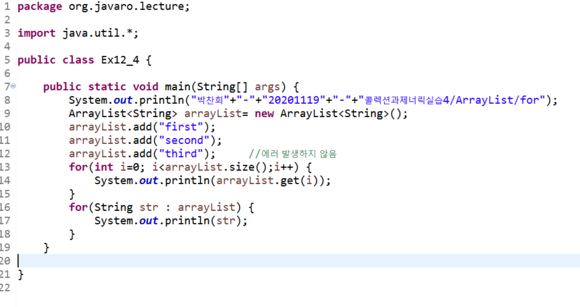 1 package org.javaro.lecture;
2
3 import java.util.*;
4
5 public class Ex12_4 {
6
7 public static void main(String[] args) {
8 System.out.println("박찬희"+"-"+"20201119"+"-"+"콜렉션과제너릭실습4/ArrayList/for");
9 ArrayList<String> arrayList= new ArrayList<String>();
10 arrayList.add("first");
11 arrayList.add("second");
12 arrayList.add("third"); //에러 발생하지 않음
13 for(int i=0; i<arrayList.size();i++) {
14 System.out.println(arrayList.get(i));
15 }
16 for(String str : arrayList) {
17 System.out.println(str);
18 }
19 }
20
21 }
22